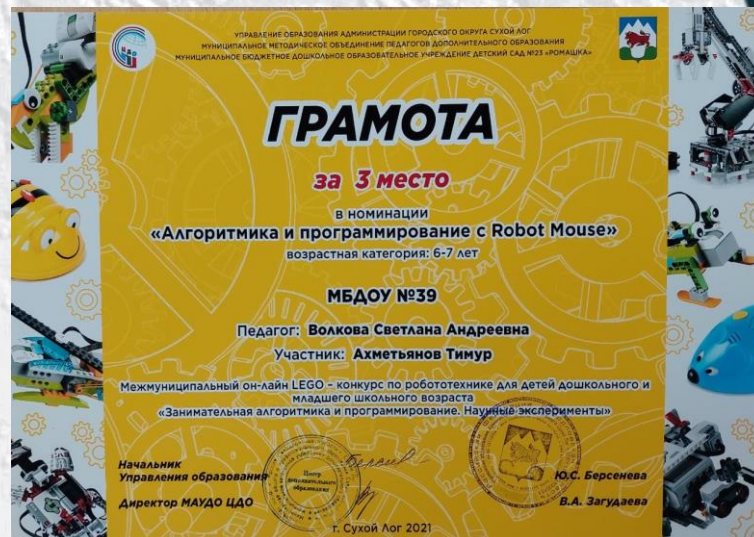 УПРАВЛЕНИЕ ОБРАЗОВАНИЯ АДМИНИСТРАЦИИ ГОРОДСКОГО ОКРУГА СУХОЙ ЛОГ
МУНИЦИПАЛЬНОЕ МЕТОДИЧЕСКОЕ ОБЪЕДИНЕНИЕ ПЕДАГОГОВ ДОПОЛНИТЕЛЬНОГО ОБРАЗОВАНИЯ
МУНИЦИПАЛЬНОЕ БЮДЖЕТНОЕ ДОШКОЛЬНОЕ ОБРАЗОВАТЕЛЬНОЕ УЧРЕЖДЕНИЕ ДЕТСКИЙ САД №23 «РОМАШКА»
ГРАМОТА
за 3 место
в номинации
«Алгоритмика и программирование с Robot Mouse»
возрастная категория: 6-7 лет
МБДОУ №39
Педагог: Волкова Светлана Андреевна
Участник: Ахметьянов Тимур
Межмуниципальный он-лайн LEGO – конкурс по робототехнике для детей дошкольного и
младшего школьного возраста
«Занимательная алгоритмика и программирование. Научные эксперименты»
Начальник
Управления образования
Ю.С. Берсенева
Центр
дополнительного
образования
Директор МАУДО ЦДО
В.А. Загудаева
г. Сухой Лог 2021